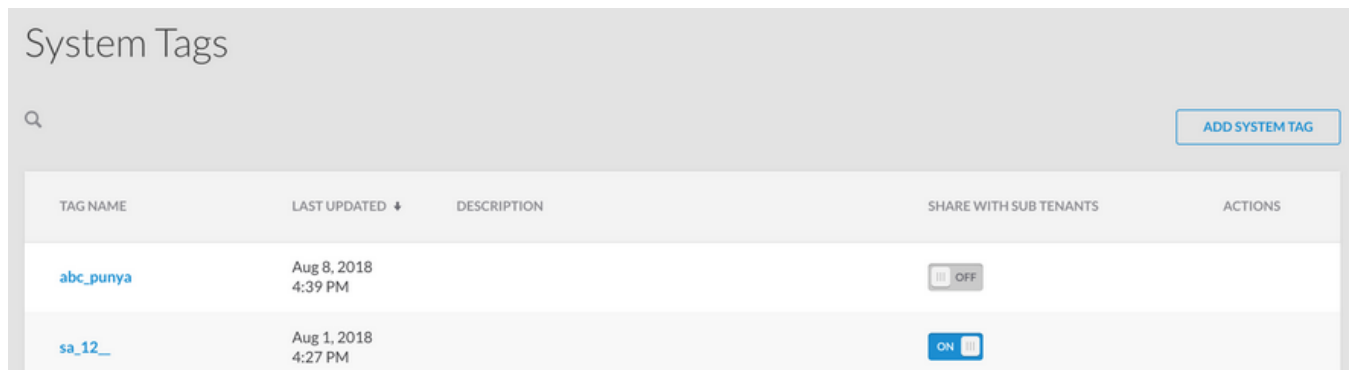 System Tags
ADD SYSTEM TAG
TAG NAME LAST UPDATED DESCRIPTION SHARE WITH SUB TENANTS ACTIONS
abc_punya Aug 8, 2018 4:39 PM OFF
sa_12__ Aug 1, 2018 4:27 PM ON